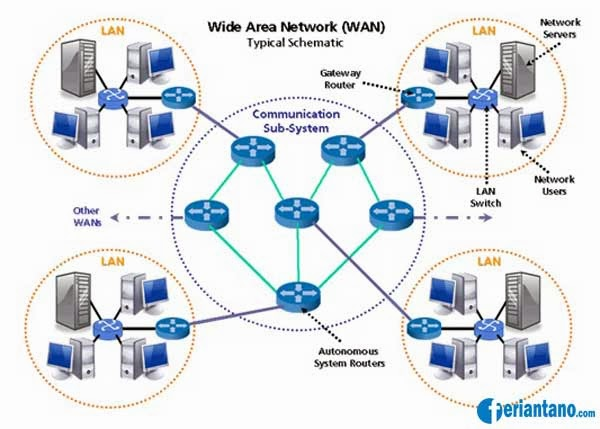 LAN
Wide Area Network (WAN)
Typical Schematic
LAN
Network
Servers
Gateway
Router
Communication
Sub-System
LAN
Switch
Network
Users
Other
WANs
LAN
LAN
Autonomous
System Routers
feriantano.com